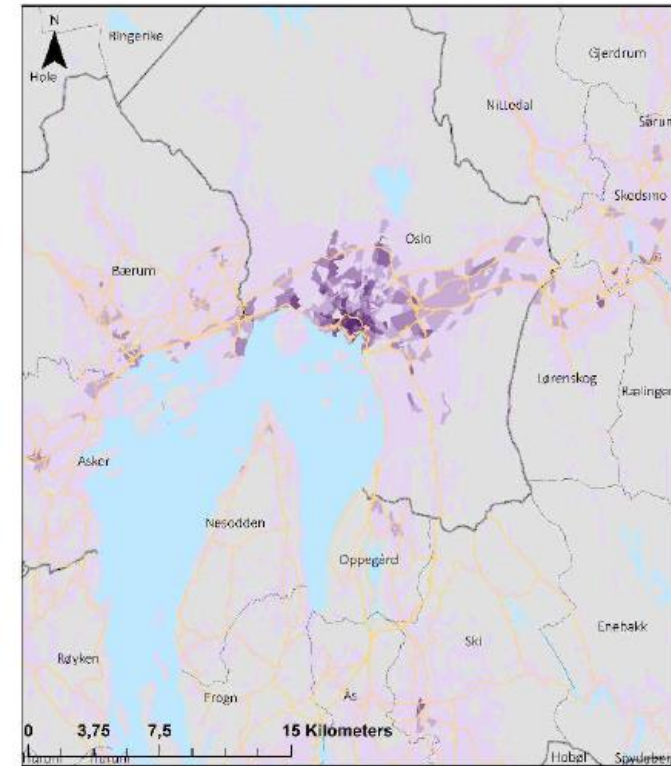 N
Ringerike
Hole
Gjerdrum
Nittedal
Sørum
Skedsmo
Oslo
Bærum
Lørenskog
Rælingen
Asker
Nesodden
Oppegård
Enebakk
Ski
Røyken
Frogn
Ås
0 3,75 7,5 15 Kilometers
Hobøl